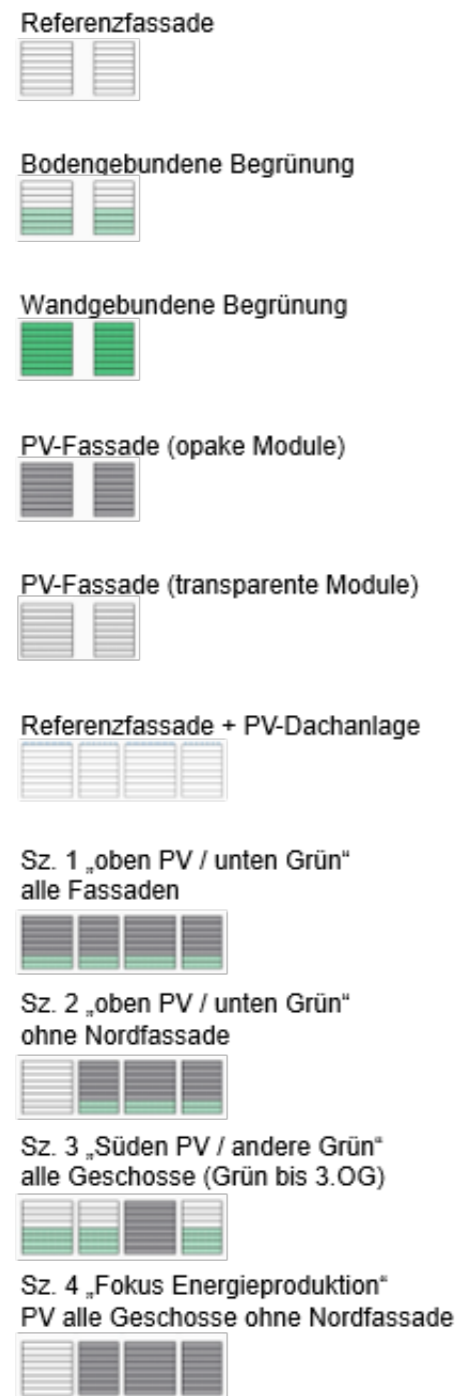 Referenzfassade
Bodengebundene Begrünung
Wandgebundene Begrünung
PV-Fassade (opake Module)
PV-Fassade (transparente Module)
Referenzfassade + PV-Dachanlage
Sz. 1 „oben PV / unten Grün“
alle Fassaden
Sz. 2 „oben PV / unten Grün“
ohne Nordfassade
Sz. 3 „Süden PV / andere Grün“
alle Geschosse (Grün bis 3.OG)
Sz. 4 „Fokus Energieproduktion“
PV alle Geschosse ohne Nordfassade